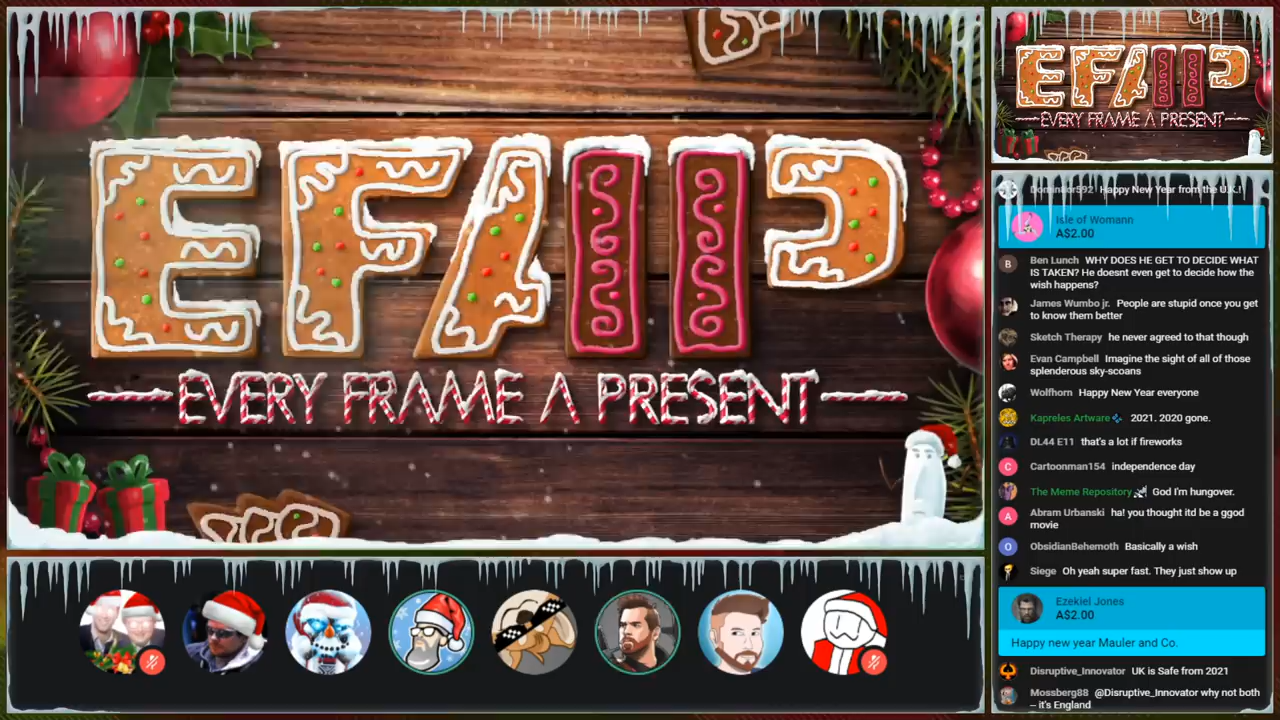 EFAP
EVERY FRAME A PRESENT
EFAP
EVERY FRAME A PRESENT
Happy New Year from the U.K.!
Isle of Womann
A$2.00
B
Ben Lunch WHY DOES HE GET TO DECIDE WHAT
IS TAKEN? He doesnt even get to decide how the
wish happens?
James Wumbo jr. People are stupid once you get
to know them better
Sketch Therapy he never agreed to that though
Evan Campbell Imagine the sight of all of those
splenderous sky-scoans
Wolfhorn Happy New Year everyone
Kapreles Artware 2021. 2020 gone.
DL44 E11 that's a lot if fireworks
C
Cartoonman154 independence day
The Meme Repository God I'm hungover.
A
Abram Urbanski ha! you thought itd be a ggod
movie
O
ObsidianBehemoth Basically a wish
Siege Oh yeah super fast. They just show up
Ezekiel Jones
A$2.00
Happy new year Mauler and Co.
Disruptive_Innovator UK is Safe from 2021
Mossberg88 @Disruptive_Innovator why not both
– it's England